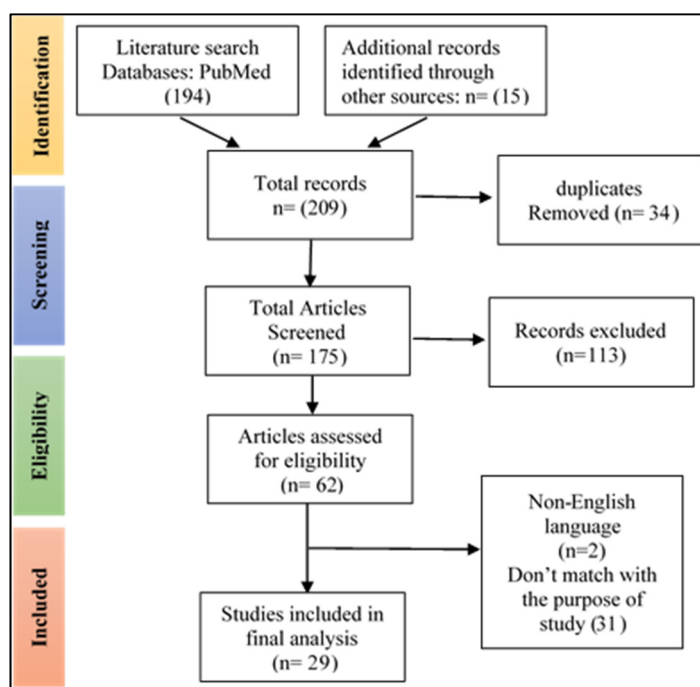 Identification
Literature search
Databases: PubMed
(194)
Additional records
identified through
other sources: n= (15)
Total records
n= (209)
duplicates
Removed (n= 34)
Screening
Total Articles
Screened
(n= 175)
Records excluded
(n=113)
Eligibility
Articles assessed
for eligibility
(n= 62)
Non-English
language
(n=2)
Don’t match with
the purpose of
study (31)
Included
Studies included in
final analysis
(n= 29)